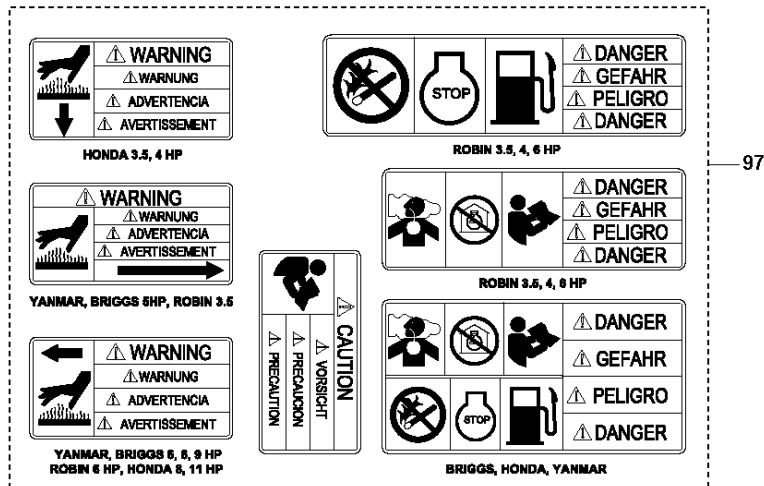 WARNING
WARNUNG
ADVERTENCIA
AVERTISSEMENT
HONDA 3.5, 4 HP
STOP
DANGER
GEFAHR
PELIGRO
DANGER
ROBIN 3.5, 4, 6 HP
97
WARNING
WARNUNG
ADVERTENCIA
AVERTISSEMENT
YANMAR, BRIGGS 5HP, ROBIN 3.5
DANGER
GEFAHR
PELIGRO
DANGER
ROBIN 3.5, 4, 6 HP
CAUTION
VORSICHT
PRECAUCION
PRECAUTION
WARNING
WARNUNG
ADVERTENCIA
AVERTISSEMENT
YANMAR, BRIGGS 5, 8, 9 HP
ROBIN 6 HP, HONDA 8, 11 HP
STOP
DANGER
GEFAHR
PELIGRO
DANGER
BRIGGS, HONDA, YANMAR